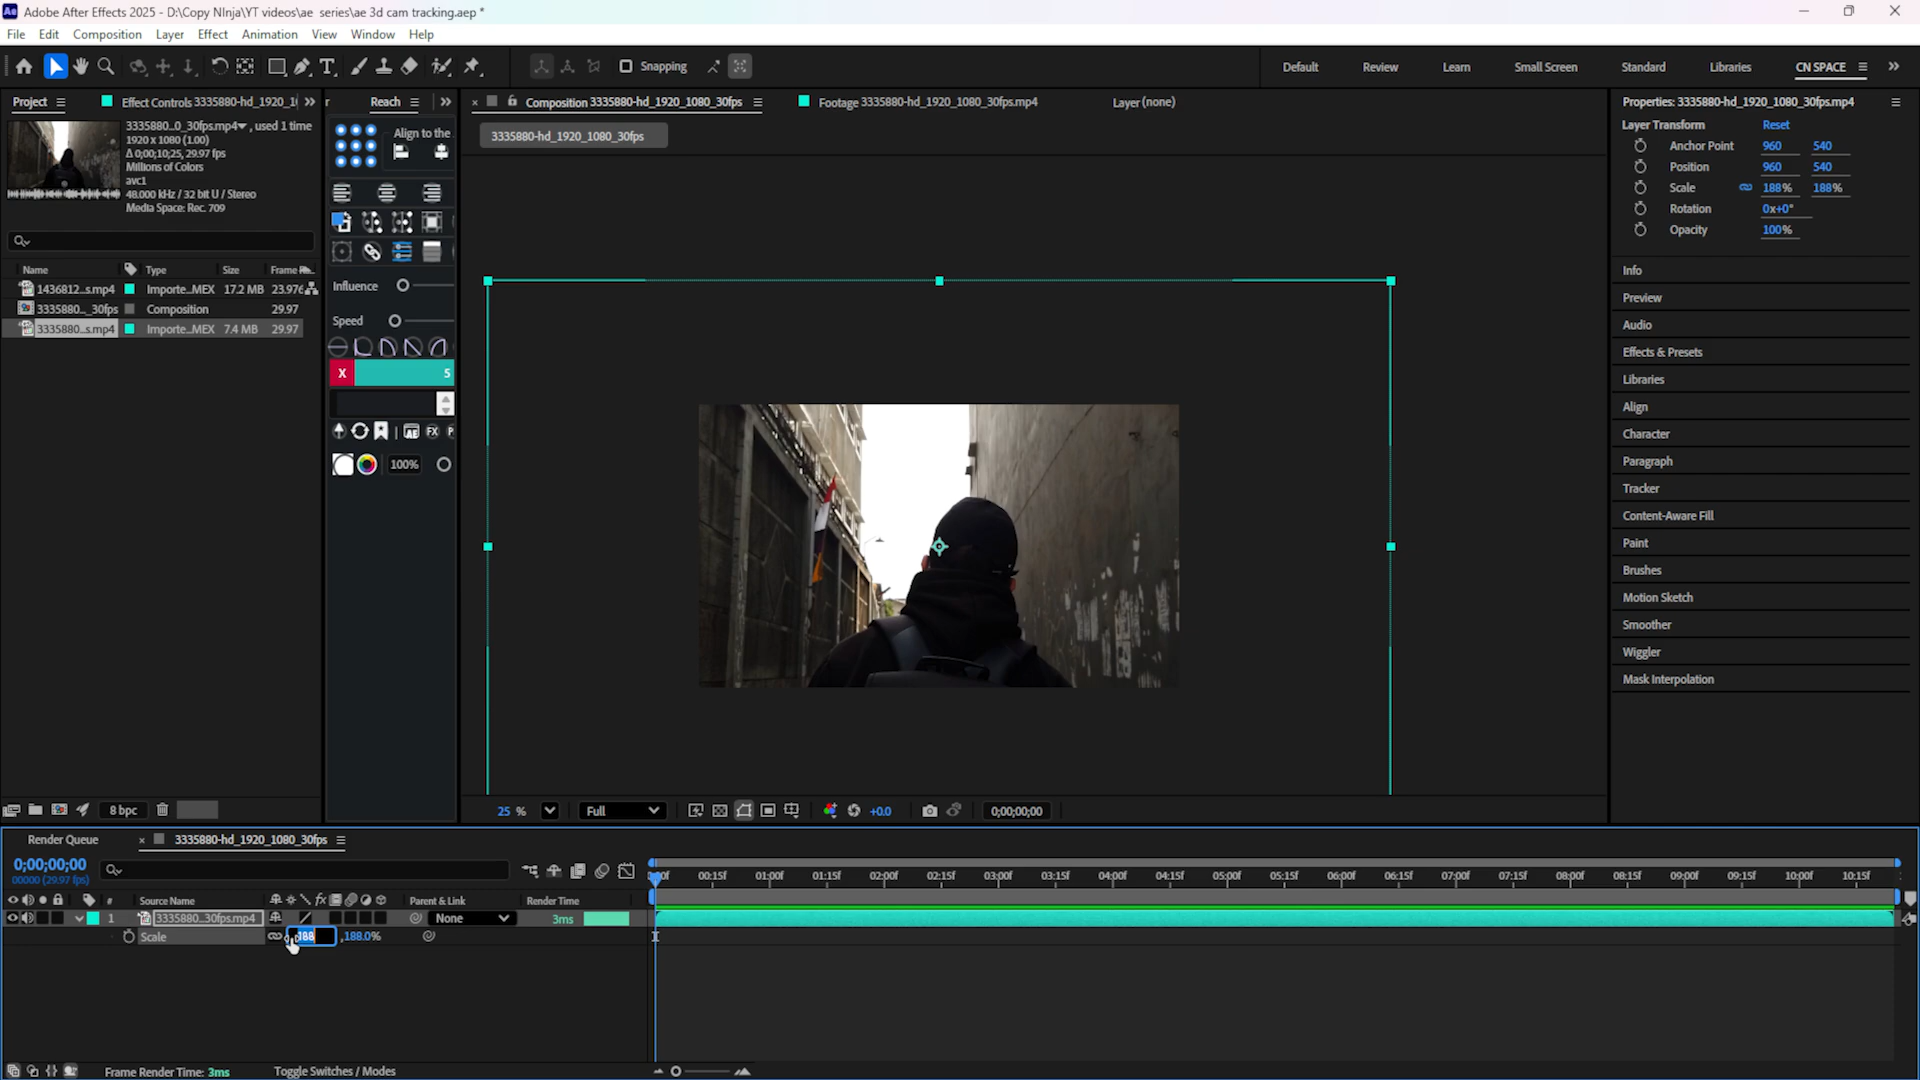 Adobe After Effects 2025 - D:\Copy NInja\YT videos\ae  series\ae 3d cam tracking.aep *
File Edit Composition Layer Effect Animation View Window Help
Snapping
Default Review Learn Small Screen Standard Libraries CN SPACE
Project Effect Controls 3335880-hd_1920_1(
Reach
Composition 3335880-hd_1920_1080_30fps Footage 3335880-hd_1920_1080_30fps.mp4 Layer (none)
3335880-hd_1920_1080_30fps
3335880...0_30fps.mp4 , used 1 time
1920 x 1080 (1.00)
Δ 0;00;10;25, 29.97 fps
Millions of Colors
avc1
48.000 kHz / 32 bit U / Stereo
Media Space: Rec. 709
Name Type Size Frame
1436812...s.mp4 Importe...MEX 17.2 MB 23.976
3335880..._30fps Composition 29.97
3335880...s.mp4 Importe...MEX 7.4 MB 29.97
8 bpc
Align to the
Influence
Speed
X S
FX
100%
25 % Full +0.0 0;00;00;00
Properties: 3335880-hd_1920_1080_30fps.mp4
Layer Transform Reset
Anchor Point 960 540
Position 960 540
Scale 188% 188%
Rotation 0x+0°
Opacity 100%
Info
Preview
Audio
Effects & Presets
Libraries
Align
Character
Paragraph
Tracker
Content-Aware Fill
Paint
Brushes
Motion Sketch
Smoother
Wiggler
Mask Interpolation
Render Queue 3335880-hd_1920_1080_30fps
0;00;00;00
00000 (29.97 fps)
00:15f 01:00f 01:15f 02:00f 02:15f 03:00f 03:15f 04:00f 04:15f 05:00f 05:15f 06:00f 06:15f 07:00f 07:15f 08:00f 08:15f 09:00f 09:15f 10:00f 10:15f
# Source Name fx Parent & Link Render Time
1 3335880...30fps.mp4 None 3ms
Scale 188 ,188.0%
Frame Render Time: 3ms Toggle Switches / Modes